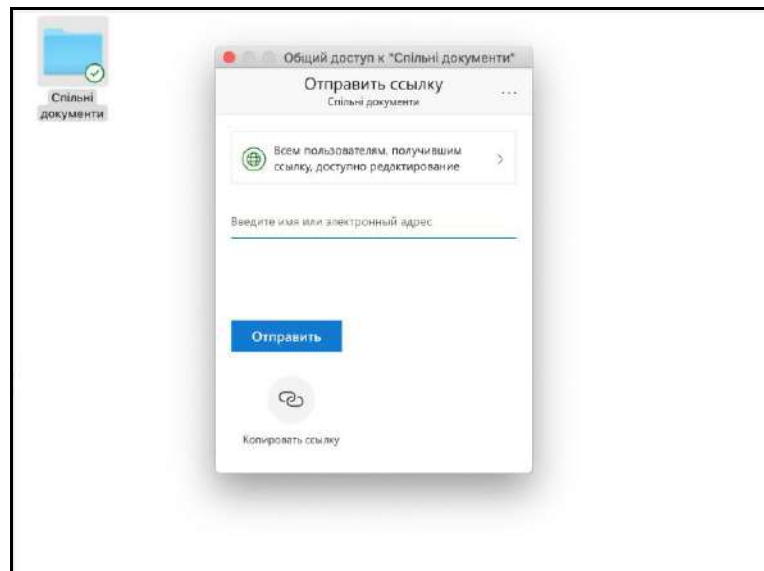 Спільні
документи
Общий доступ к "Спільні документи"
Отправить ссылку
Спільні документи
...
Всем пользователям, получившим
ссылку, доступно редактирование
Введите имя или электронный адрес
Отправить
Копировать ссылку